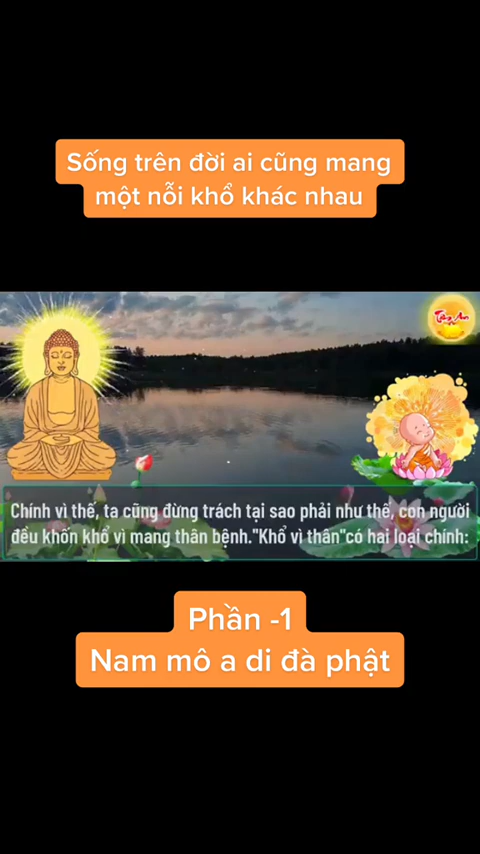 Sống trên đời ai cũng mang
một nỗi khổ khác nhau
Tâm An
Chính vì thế, ta cũng đừng trách tại sao phải như thế, con người
đều khốn khổ vì mang thân bệnh."Khổ vì thân"có hai loại chính:
Phần -1
Nam mô a di đà phật